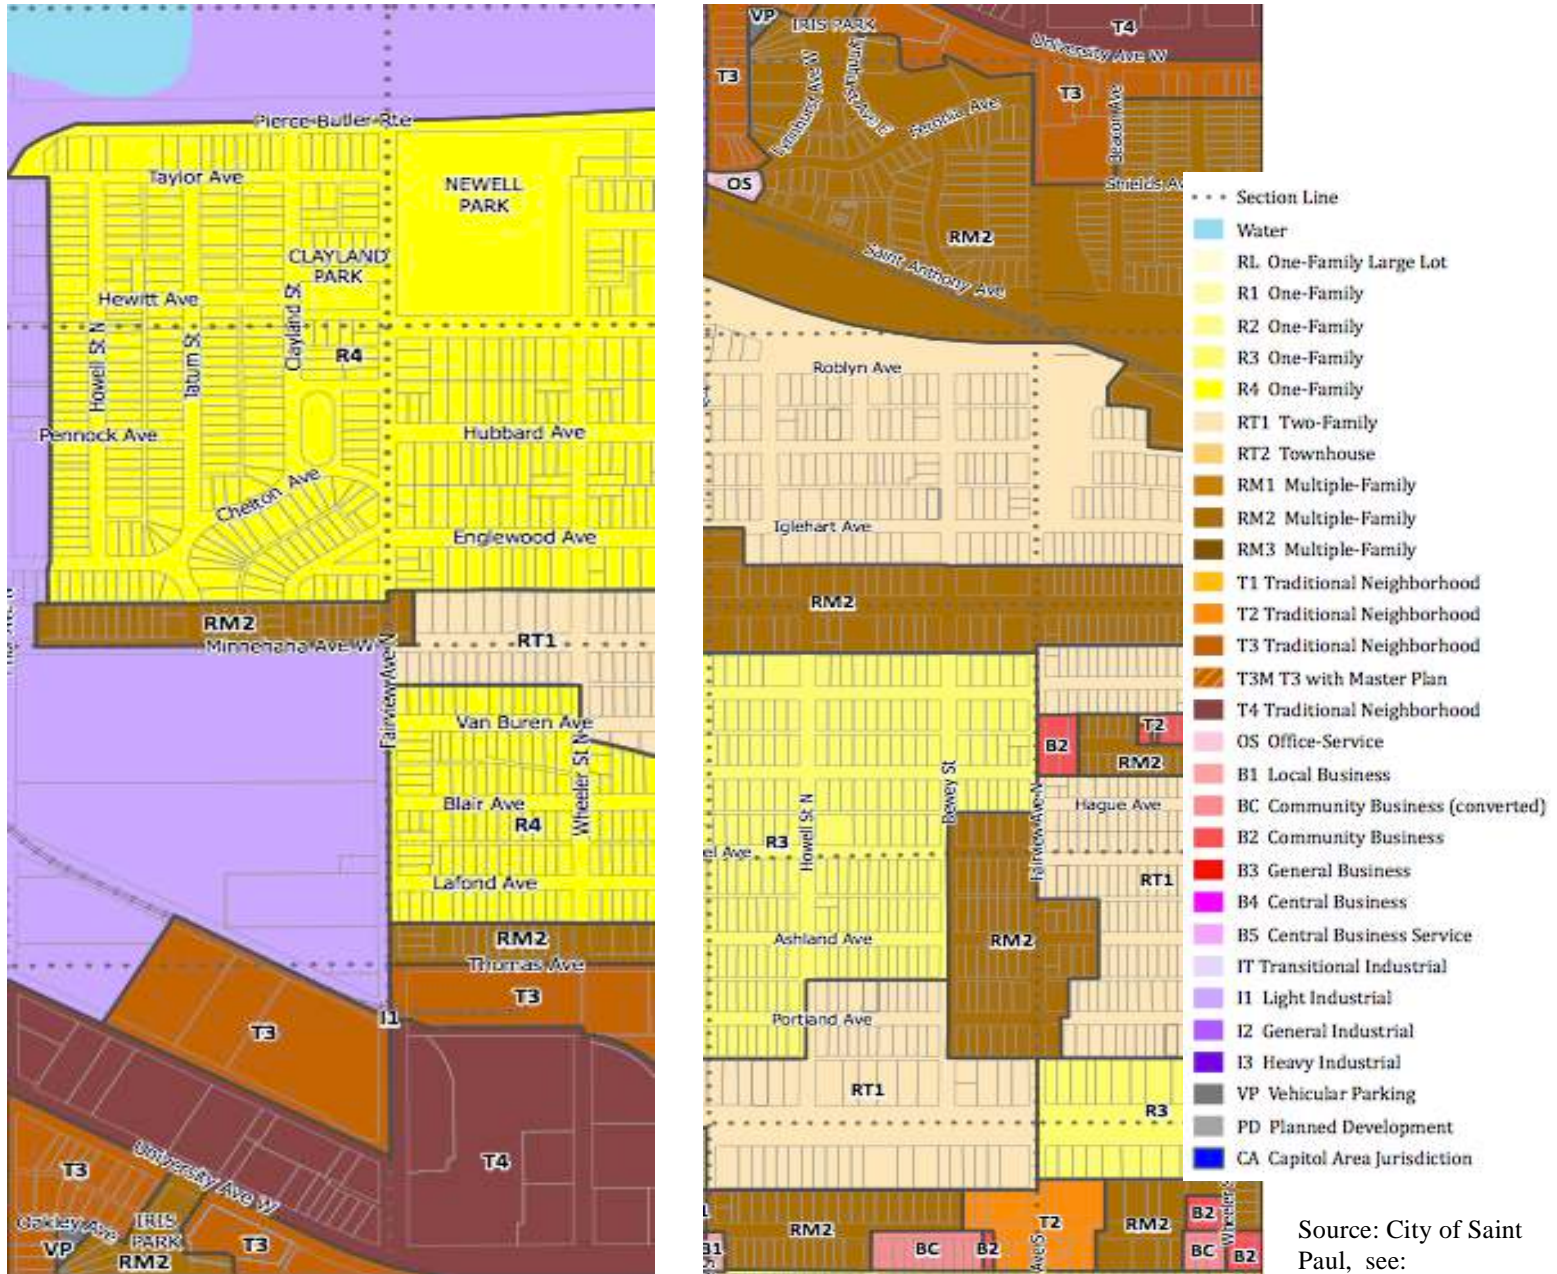 Pierce Butler Rte
Taylor Ave
NEWELL
PARK
CLAYLAND
PARK
Hewitt Ave
Howell St N
Tatum St
Clayland St
R4
Pennock Ave
Hubbard Ave
Chelton Ave
Englewood Ave
RM2
Minnehaha Ave W
RT1
Fairview Ave N
Van Buren Ave
Wheeler St N
Blair Ave
R4
Lafond Ave
RM2
Thomas Ave
T3
I1
T3
T4
University Ave W
T3
Oakley Ave
IRIS
PARK
VP
T3
RM2
VP
IRIS PARK
T4
University Ave W
T3
Lynnhurst Ave W
Lynnhurst Ave E
Feronia Ave
T3
Beacon Ave
OS
Shields Av
RM2
Saint Anthony Ave
Roblyn Ave
Iglehart Ave
RM2
B2
T2
RM2
Dewey St
Hague Ave
Howell St N
Fairview Ave N
R3
el Ave
RT1
Ashland Ave
RM2
Portland Ave
RT1
R3
RM2
T2
RM2
B2
Wheeler S
B1
BC
B2
Ave S
BC
B2
Section Line
Water
RL One-Family Large Lot
R1 One-Family
R2 One-Family
R3 One-Family
R4 One-Family
RT1 Two-Family
RT2 Townhouse
RM1 Multiple-Family
RM2 Multiple-Family
RM3 Multiple-Family
T1 Traditional Neighborhood
T2 Traditional Neighborhood
T3 Traditional Neighborhood
T3M T3 with Master Plan
T4 Traditional Neighborhood
OS Office-Service
B1 Local Business
BC Community Business (converted)
B2 Community Business
B3 General Business
B4 Central Business
B5 Central Business Service
IT Transitional Industrial
I1 Light Industrial
I2 General Industrial
I3 Heavy Industrial
VP Vehicular Parking
PD Planned Development
CA Capitol Area Jurisdiction
Source: City of Saint
Paul, see: